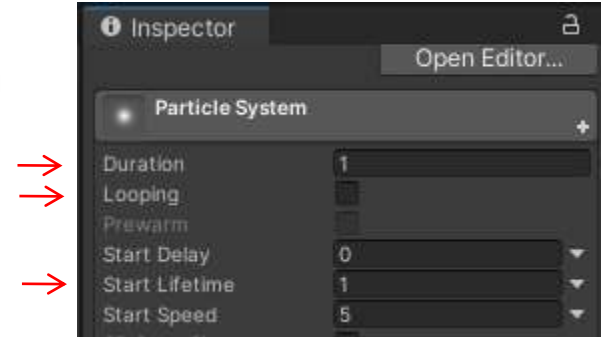 Inspector
Open Editor...
Particle System
Duration 1
Looping
Prewarm
Start Delay 0
Start Lifetime 1
Start Speed 5